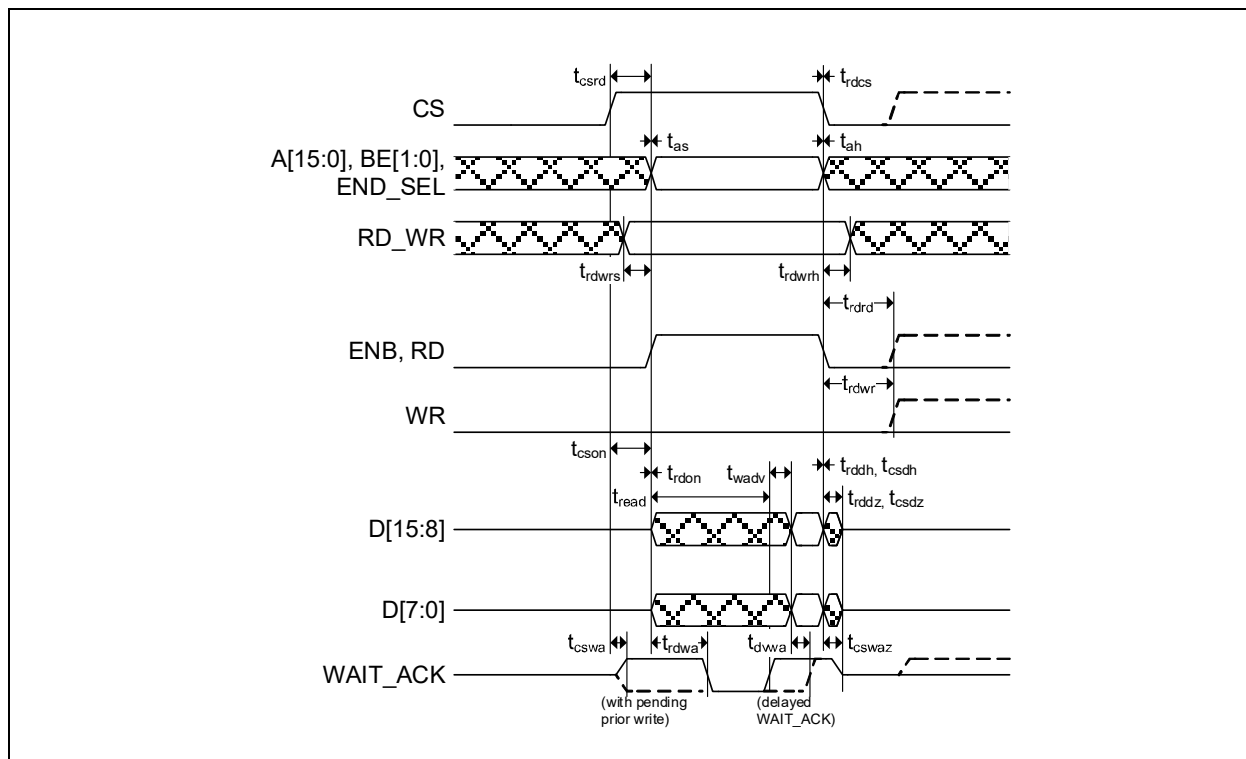 tcsrd
trdcs
CS
tas
tah
A[15:0], BE[1:0],
END_SEL
RD_WR
trdwrs
trdwrh
trdrd
ENB, RD
trdwr
WR
tcson
trdon
twadv
trddh, tcsdh
tread
trddz, tcsdz
D[15:8]
D[7:0]
tcswa
trdwa
tdvwa
tcswaz
WAIT_ACK
(with pending
prior write)
(delayed
WAIT_ACK)